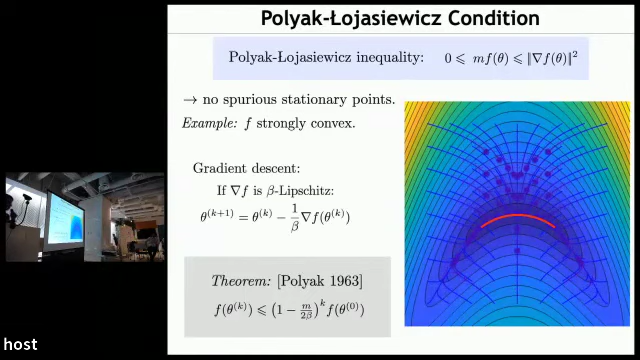 Polyak-Łojasiewicz Condition
Polyak-Łojasiewicz inequality: 0 ⩽ mf(θ) ⩽ ‖∇f(θ)‖²
→ no spurious stationary points.
Example: f strongly convex.
Gradient descent:
If ∇f is β-Lipschitz:
θ^(k+1) = θ^(k) − 1/β ∇f(θ^(k))
Theorem: [Polyak 1963]
f(θ^(k)) ⩽ (1 − m/2β)^k f(θ^(0))
host